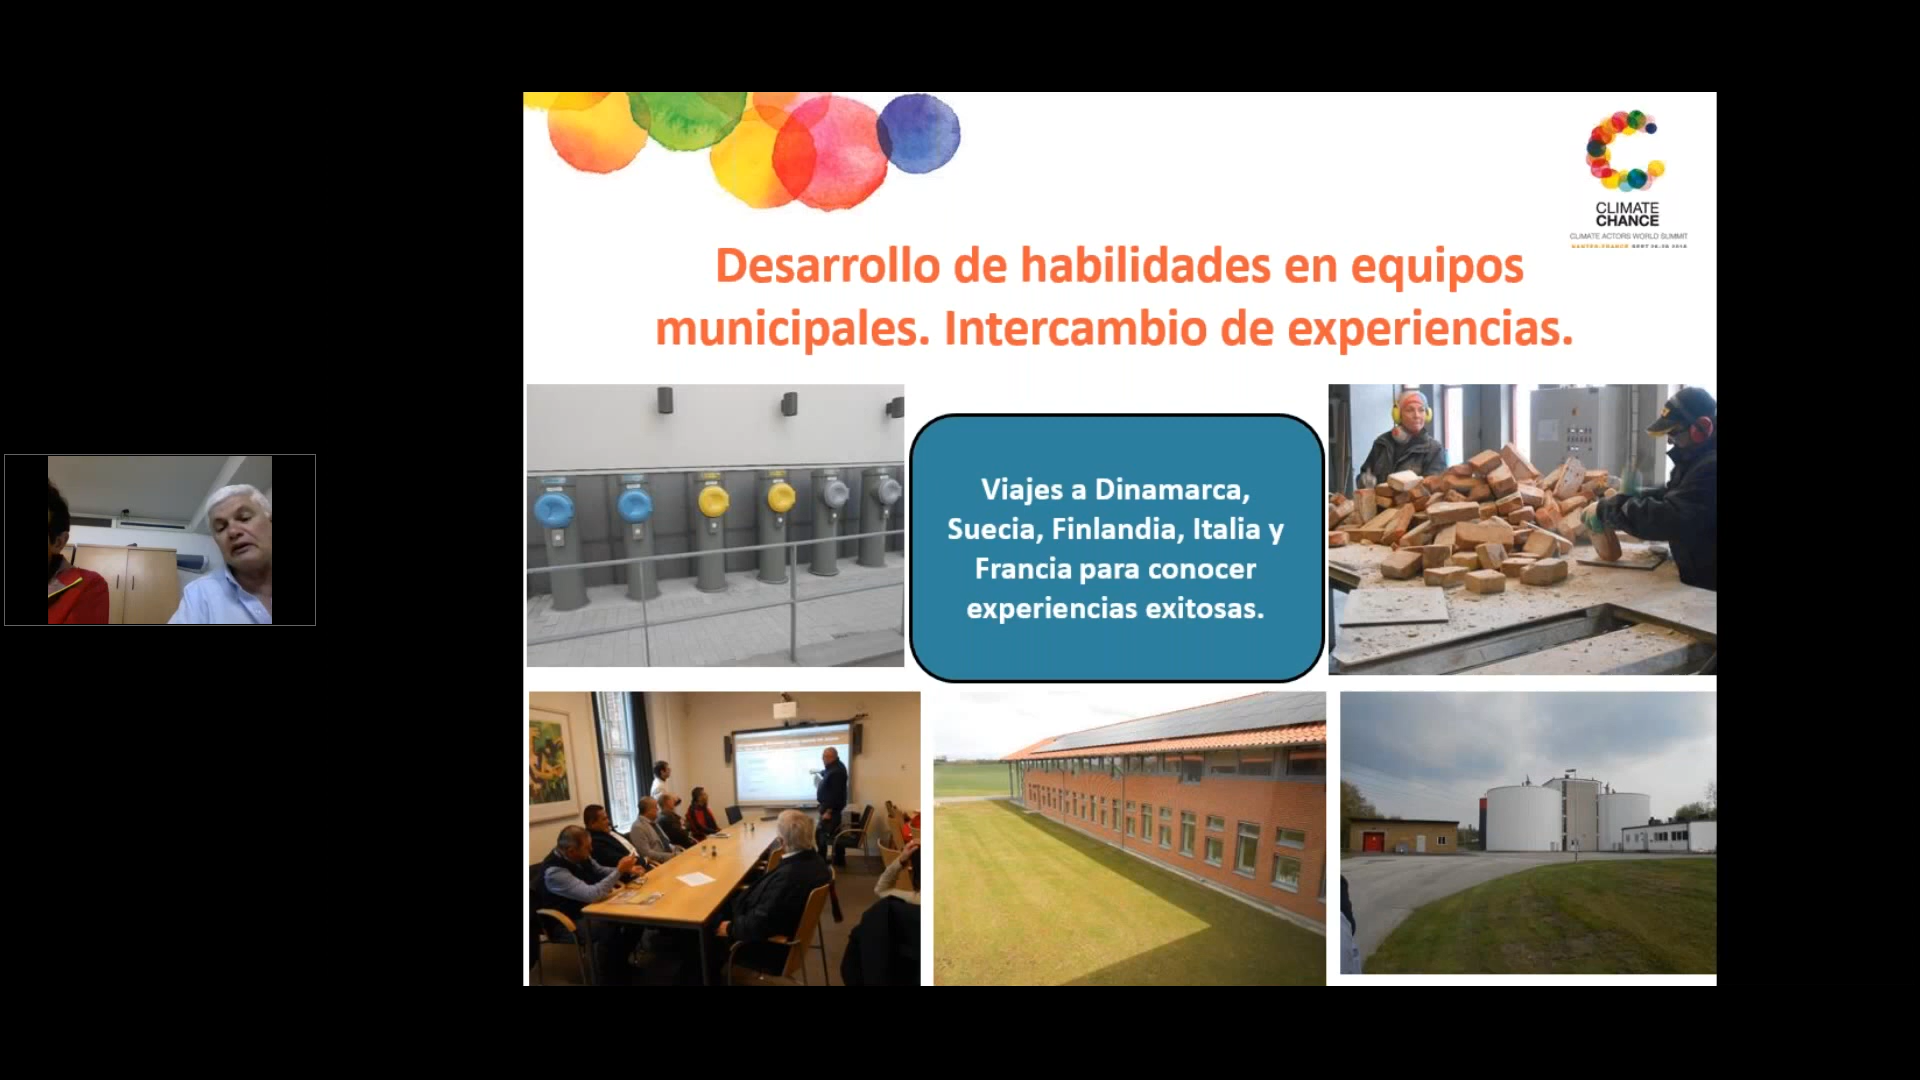 CLIMATE
CHANCE
CLIMATE ACTORS WORLD SUMMIT
Desarrollo de habilidades en equipos
municipales. Intercambio de experiencias.
Viajes a Dinamarca,
Suecia, Finlandia, Italia y
Francia para conocer
experiencias exitosas.